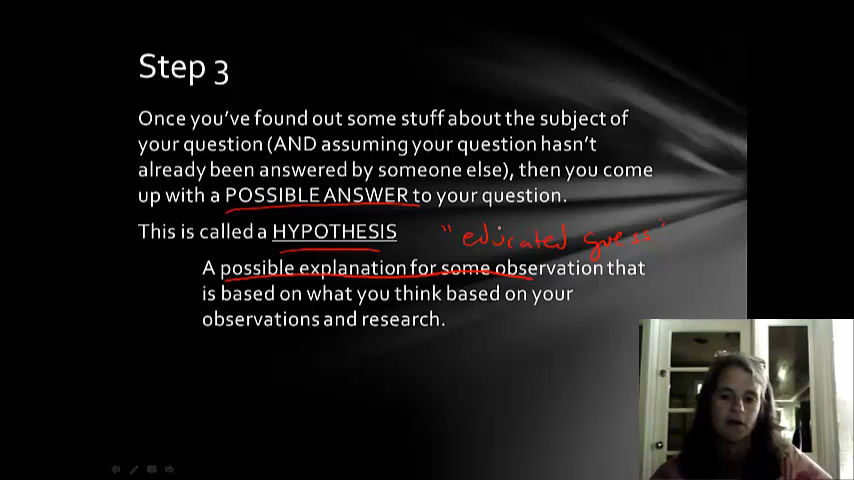 Step 3
Once you've found out some stuff about the subject of
your question (AND assuming your question hasn't
already been answered by someone else), then you come
up with a POSSIBLE ANSWER to your question.
This is called a HYPOTHESIS "educated guess"
A possible explanation for some observation that
is based on what you think based on your
observations and research.